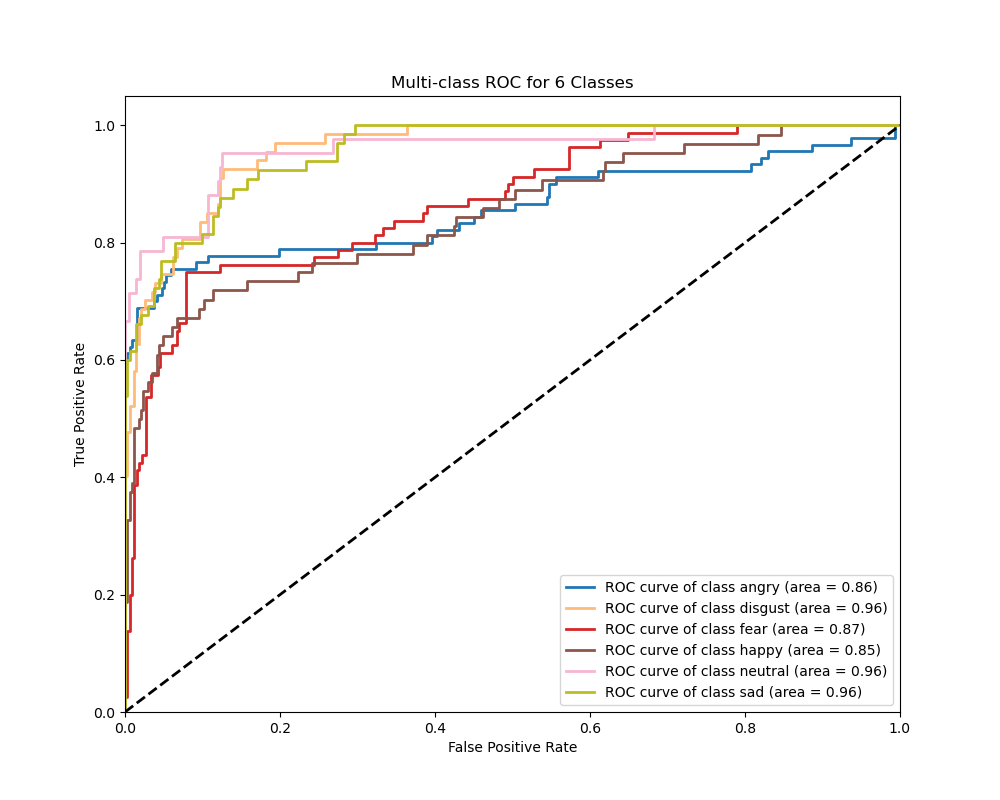 Multi-class ROC for 6 Classes
True Positive Rate
1.0
0.8
0.6
0.4
0.2
0.0
ROC curve of class angry (area = 0.86)
ROC curve of class disgust (area = 0.96)
ROC curve of class fear (area = 0.87)
ROC curve of class happy (area = 0.85)
ROC curve of class neutral (area = 0.96)
ROC curve of class sad (area = 0.96)
0.0 0.2 0.4 0.6 0.8 1.0
False Positive Rate